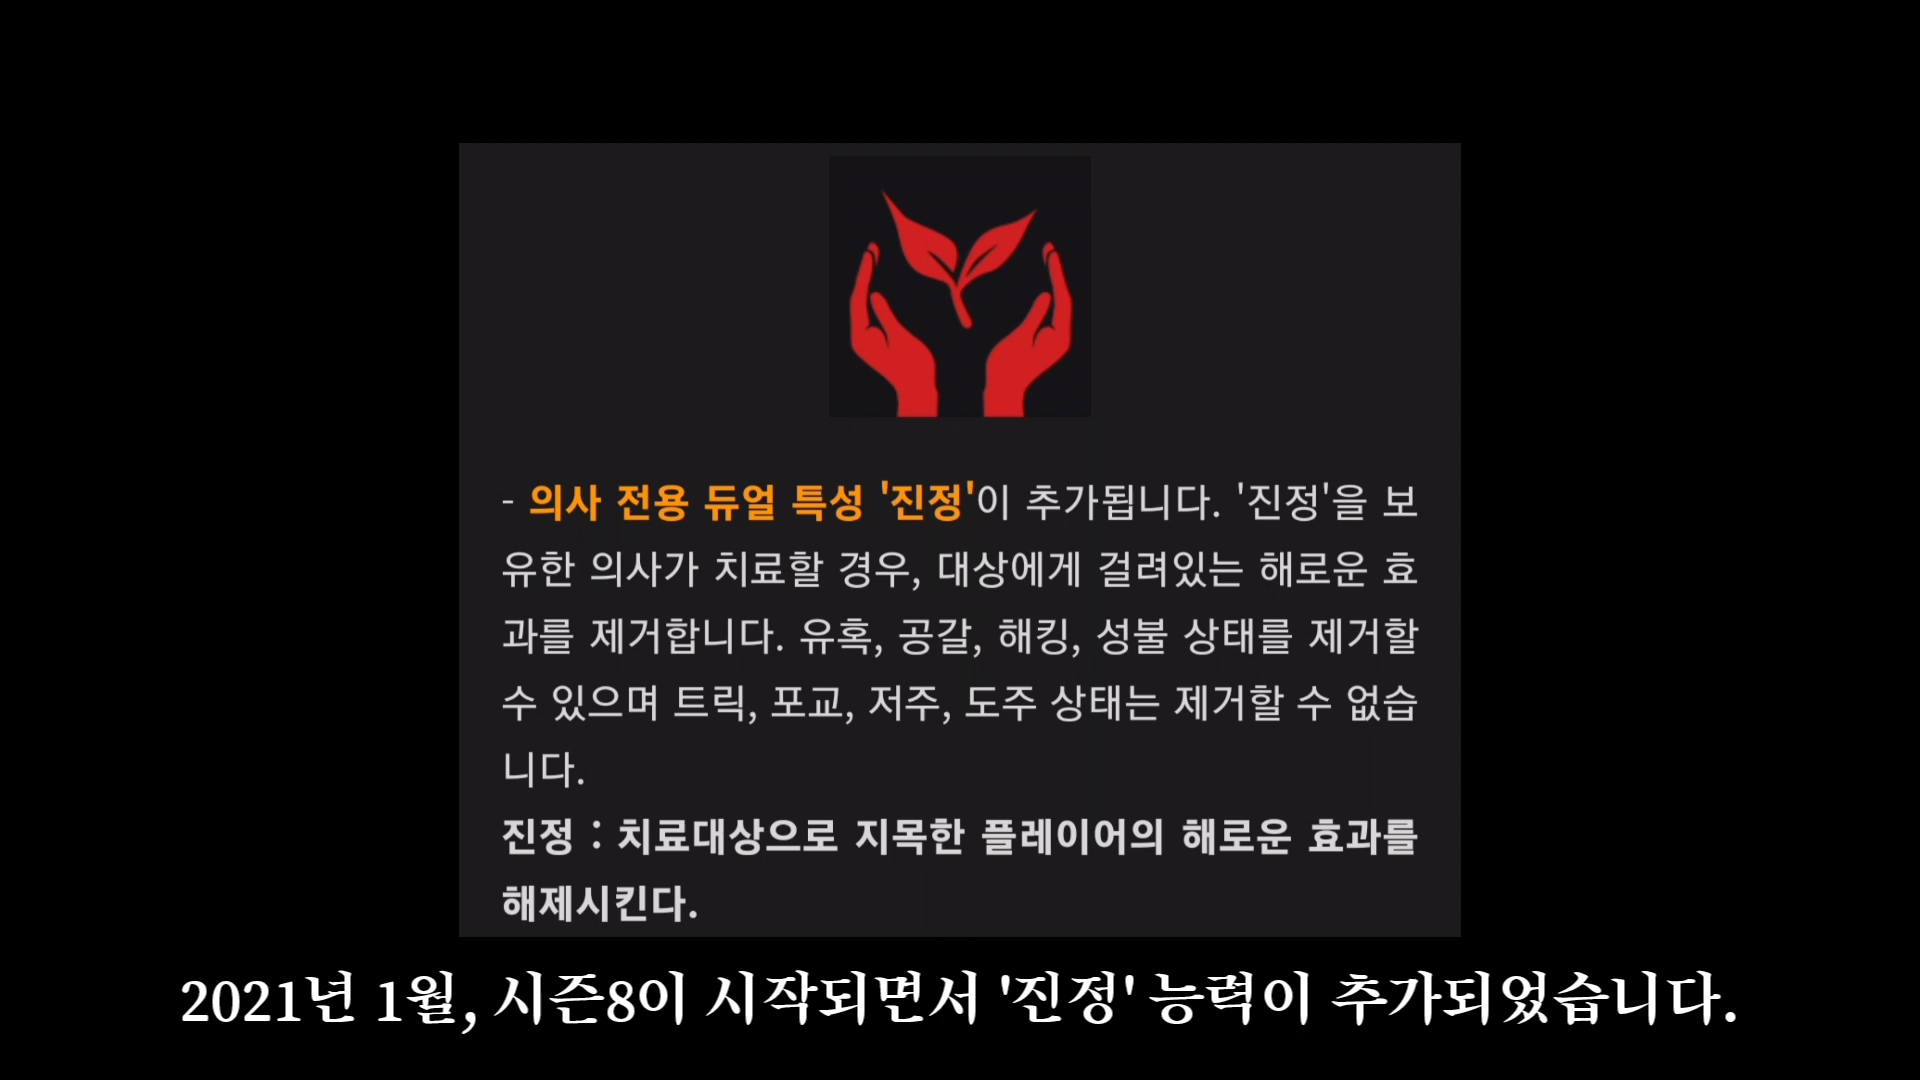 - 의사 전용 듀얼 특성 '진정'이 추가됩니다. '진정'을 보
유한 의사가 치료할 경우, 대상에게 걸려있는 해로운 효
과를 제거합니다. 유혹, 공갈, 해킹, 성불 상태를 제거할
수 있으며 트릭, 포교, 저주, 도주 상태는 제거할 수 없습
니다.
진정 : 치료대상으로 지목한 플레이어의 해로운 효과를
해제시킨다.
2021년 1월, 시즌8이 시작되면서 '진정' 능력이 추가되었습니다.